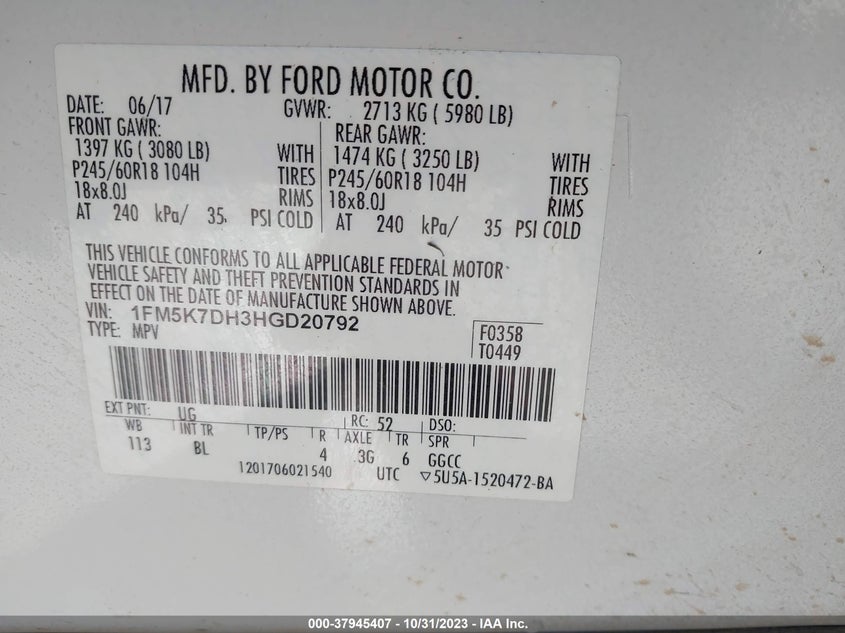 MFD. BY FORD MOTOR CO.
DATE: 06/17 GVWR: 2713 KG ( 5980 LB)
FRONT GAWR: REAR GAWR:
1397 KG ( 3080 LB) WITH 1474 KG ( 3250 LB) WITH
P245/60R18 104H TIRES P245/60R18 104H TIRES
18x8.0J RIMS 18x8.0J RIMS
AT 240 kPa/ 35 PSI COLD AT 240 kPa/ 35 PSI COLD
THIS VEHICLE CONFORMS TO ALL APPLICABLE FEDERAL MOTOR
VEHICLE SAFETY AND THEFT PREVENTION STANDARDS IN
EFFECT ON THE DATE OF MANUFACTURE SHOWN ABOVE.
VIN: 1FM5K7DH3HGD20792
TYPE: MPV
F0358
T0449
EXT PNT: UG RC: 52 DSO:
WB INT TR TP/PS R AXLE TR SPR
113 BL 4 3G 6 GGCC
1201706021540 UTC ▽5U5A-1520472-BA
000-37945407 - 10/31/2023 - IAA Inc.